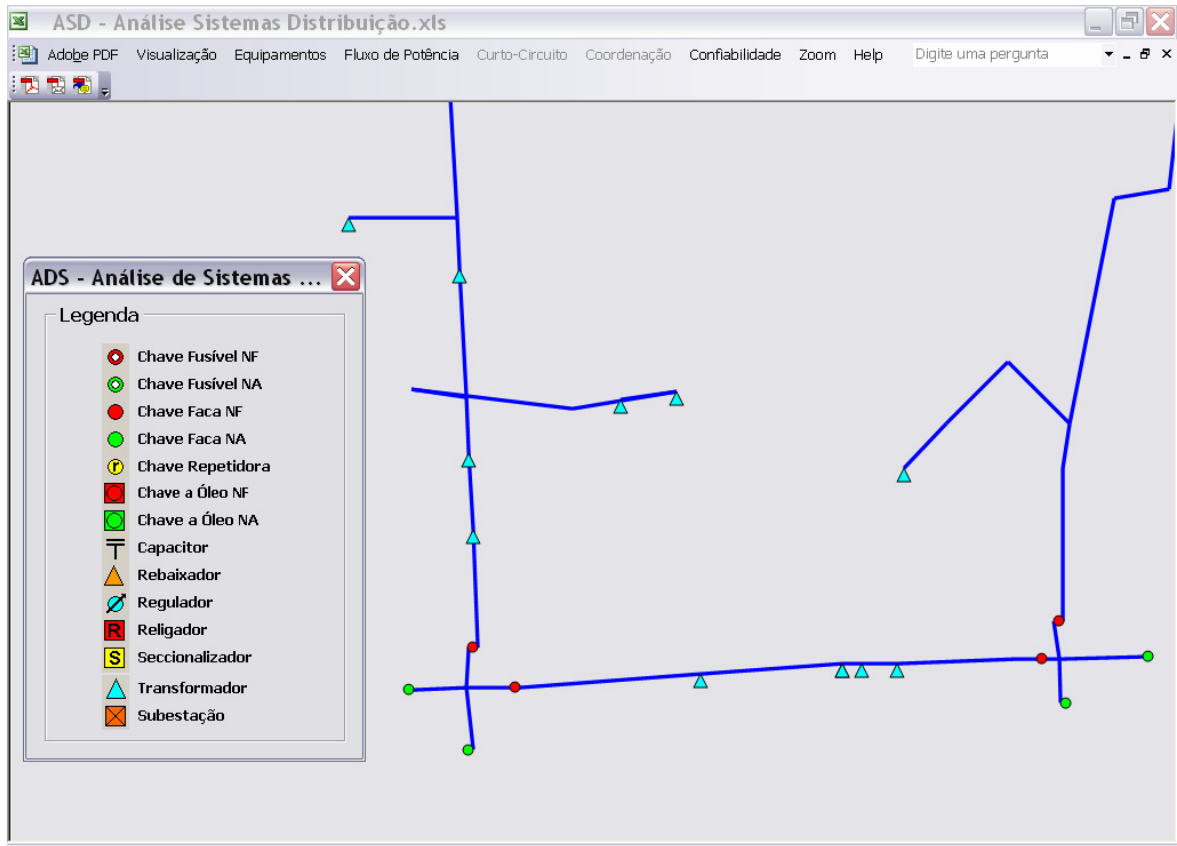 ASD - Análise Sistemas Distribuição.xls
Adobe PDF Visualização Equipamentos Fluxo de Potência Curto-Circuito Coordenação Confiabilidade Zoom Help Digite uma pergunta
ADS - Análise de Sistemas ...
Legenda
Chave Fusível NF
Chave Fusível NA
Chave Faca NF
Chave Faca NA
r Chave Repetidora
Chave a Óleo NF
Chave a Óleo NA
Capacitor
Rebaixador
Regulador
R Religador
S Seccionalizador
Transformador
Subestação